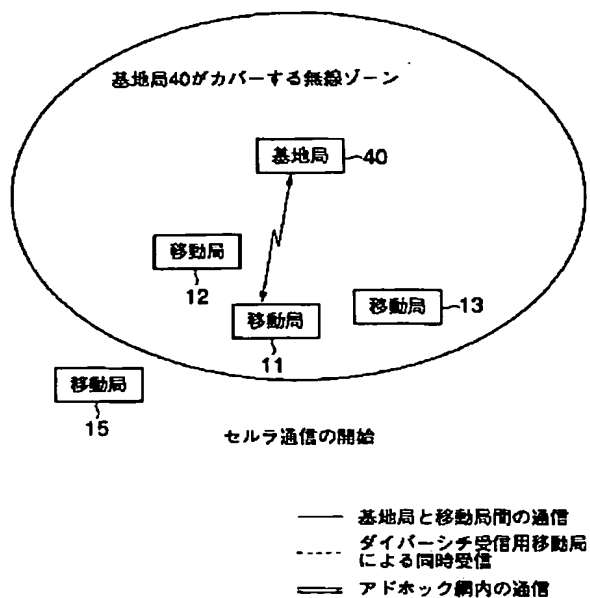 基地局40がカバーする無線ゾーン
基地局
40
移動局
12
移動局
13
移動局
11
移動局
15
セルラ通信の開始
基地局と移動局間の通信
ダイバーシチ受信用移動局
による同時受信
アドホック網内の通信